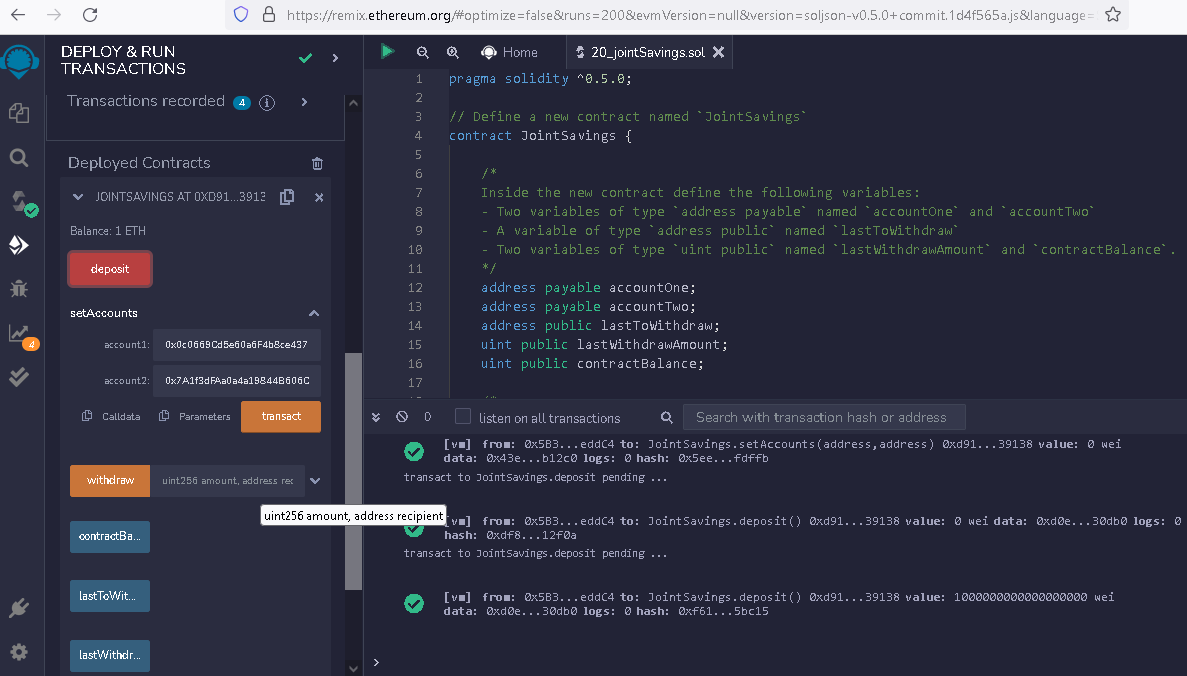 https://remix.ethereum.org/#optimize=false&runs=200&evmVersion=null&version=soljson-v0.5.0+commit.1d4f565a.js&language=
DEPLOY & RUN
TRANSACTIONS
Transactions recorded 4
Deployed Contracts
JOINTSAVINGS AT 0XD91...3913
Balance: 1 ETH
deposit
setAccounts
account1: 0x0c0669Cd5e60a6F4b8ce437
account2: 0x7A1f3dFAa0a4a19844B606C
Calldata Parameters transact
withdraw uint256 amount, address rec
uint256 amount, address recipient
contractBa...
lastToWit...
lastWithdr...
4
Home 20_jointSavings.sol
1 pragma solidity ^0.5.0;
2
3 // Define a new contract named `JointSavings`
4 contract JointSavings {
5
6 /*
7 Inside the new contract define the following variables:
8 - Two variables of type `address payable` named `accountOne` and `accountTwo`
9 - A variable of type `address public` named `lastToWithdraw`
10 - Two variables of type `uint public` named `lastWithdrawAmount` and `contractBalance`.
11 */
12 address payable accountOne;
13 address payable accountTwo;
14 address public lastToWithdraw;
15 uint public lastWithdrawAmount;
16 uint public contractBalance;
17
0 listen on all transactions Search with transaction hash or address
[vm] from: 0x5B3...eddC4 to: JointSavings.setAccounts(address,address) 0xd91...39138 value: 0 wei
data: 0x43e...b12c0 logs: 0 hash: 0x5ee...fdffb
transact to JointSavings.deposit pending ...
[vm] from: 0x5B3...eddC4 to: JointSavings.deposit() 0xd91...39138 value: 0 wei data: 0xd0e...30db0 logs: 0
hash: 0xdf8...12f0a
transact to JointSavings.deposit pending ...
[vm] from: 0x5B3...eddC4 to: JointSavings.deposit() 0xd91...39138 value: 1000000000000000000 wei
data: 0xd0e...30db0 logs: 0 hash: 0xf61...5bc15
>